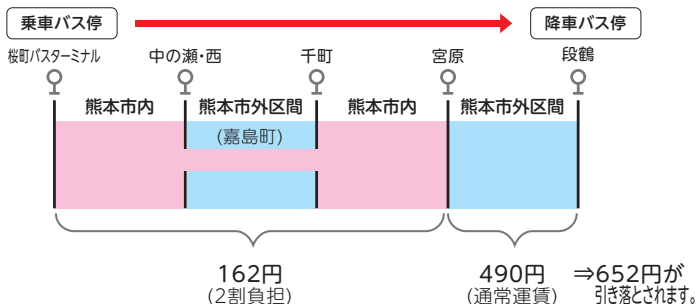 乗車バス停
降車バス停
桜町バスターミナル
中の瀬・西
千町
宮原
段鶴
熊本市内
熊本市外区間
熊本市内
熊本市外区間
(嘉島町)
162円
(2割負担)
490円
(通常運賃)
⇒652円が
引き落とされます。